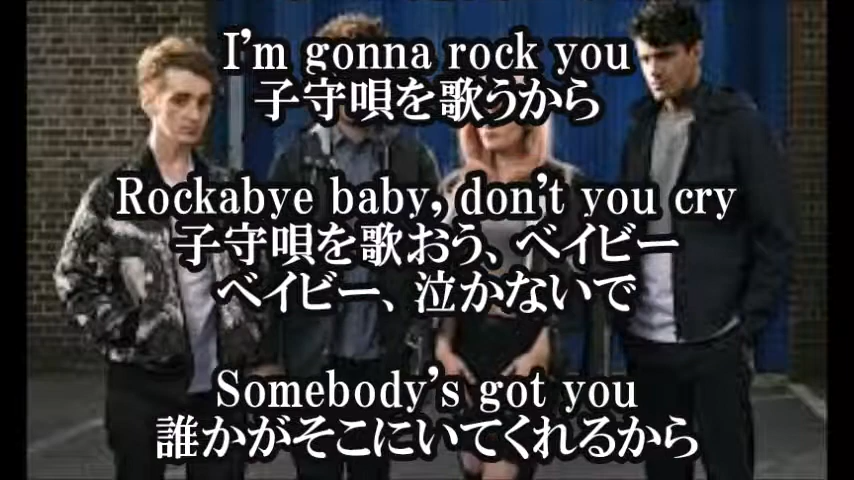 I'm gonna rock you
子守唄を歌うから
Rockabye baby, don't you cry
子守唄を歌おう、ベイビー
ベイビー、泣かないで
Somebody's got you
誰かがそこにいてくれるから